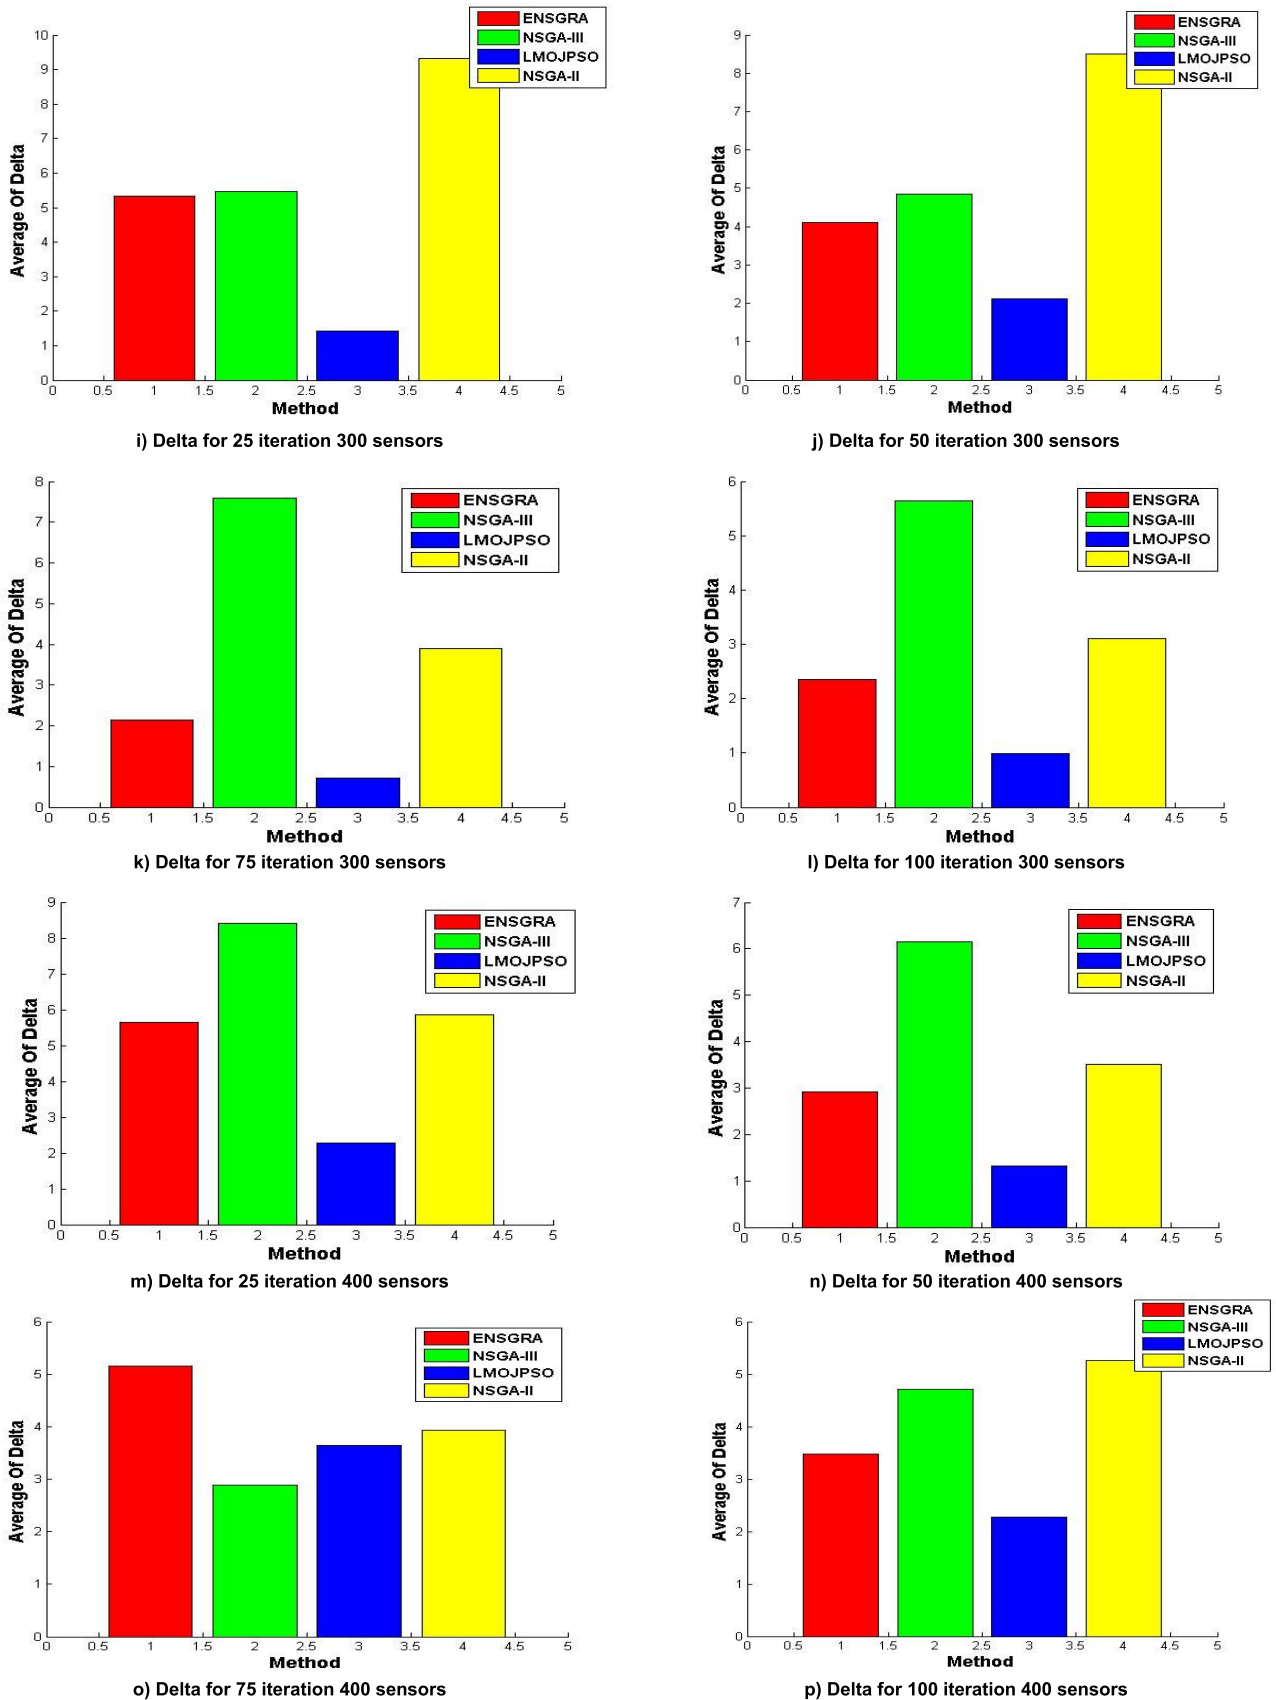 ENSGRA
NSGA-III
LMOJPSO
NSGA-II
10
9
8
7
6
5
4
3
2
1
0
Average Of Delta
0 0.5 1 1.5 2 2.5 3 3.5 4 4.5 5
Method
i) Delta for 25 iteration 300 sensors
ENSGRA
NSGA-III
LMOJPSO
NSGA-II
9
8
7
6
5
4
3
2
1
0
Average Of Delta
0 0.5 1 1.5 2 2.5 3 3.5 4 4.5 5
Method
j) Delta for 50 iteration 300 sensors
ENSGRA
NSGA-III
LMOJPSO
NSGA-II
8
7
6
5
4
3
2
1
0
Average Of Delta
0 0.5 1 1.5 2 2.5 3 3.5 4 4.5 5
Method
k) Delta for 75 iteration 300 sensors
ENSGRA
NSGA-III
LMOJPSO
NSGA-II
6
5
4
3
2
1
0
Average Of Delta
0 0.5 1 1.5 2 2.5 3 3.5 4 4.5 5
Method
l) Delta for 100 iteration 300 sensors
ENSGRA
NSGA-III
LMOJPSO
NSGA-II
9
8
7
6
5
4
3
2
1
0
Average Of Delta
0 0.5 1 1.5 2 2.5 3 3.5 4 4.5 5
Method
m) Delta for 25 iteration 400 sensors
ENSGRA
NSGA-III
LMOJPSO
NSGA-II
7
6
5
4
3
2
1
0
Average Of Delta
0 0.5 1 1.5 2 2.5 3 3.5 4 4.5 5
Method
n) Delta for 50 iteration 400 sensors
ENSGRA
NSGA-III
LMOJPSO
NSGA-II
6
5
4
3
2
1
0
Average Of Delta
0 0.5 1 1.5 2 2.5 3 3.5 4 4.5 5
Method
o) Delta for 75 iteration 400 sensors
ENSGRA
NSGA-III
LMOJPSO
NSGA-II
6
5
4
3
2
1
0
Average Of Delta
0 0.5 1 1.5 2 2.5 3 3.5 4 4.5 5
Method
p) Delta for 100 iteration 400 sensors